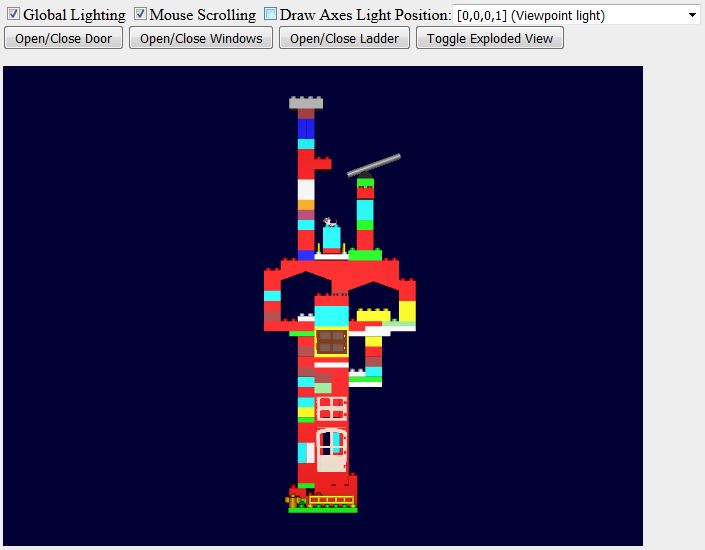 Global Lighting Mouse Scrolling Draw Axes Light Position: [0,0,0,1] (Viewpoint light)
Open/Close Door Open/Close Windows Open/Close Ladder Toggle Exploded View